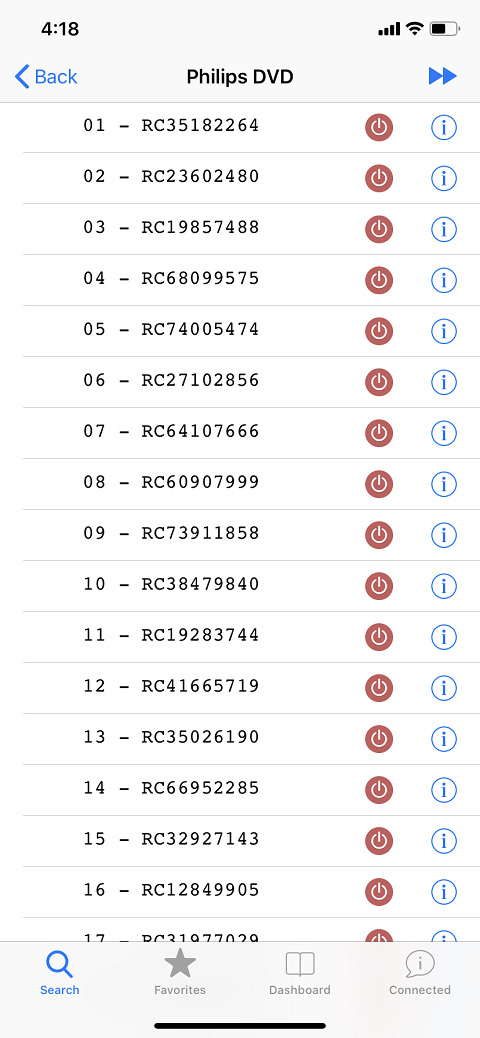 4:18
Back Philips DVD
01 - RC35182264
02 - RC23602480
03 - RC19857488
04 - RC68099575
05 - RC74005474
06 - RC27102856
07 - RC64107666
08 - RC60907999
09 - RC73911858
10 - RC38479840
11 - RC19283744
12 - RC41665719
13 - RC35026190
14 - RC66952285
15 - RC32927143
16 - RC12849905
17 - RC31977029
Search Favorites Dashboard Connected